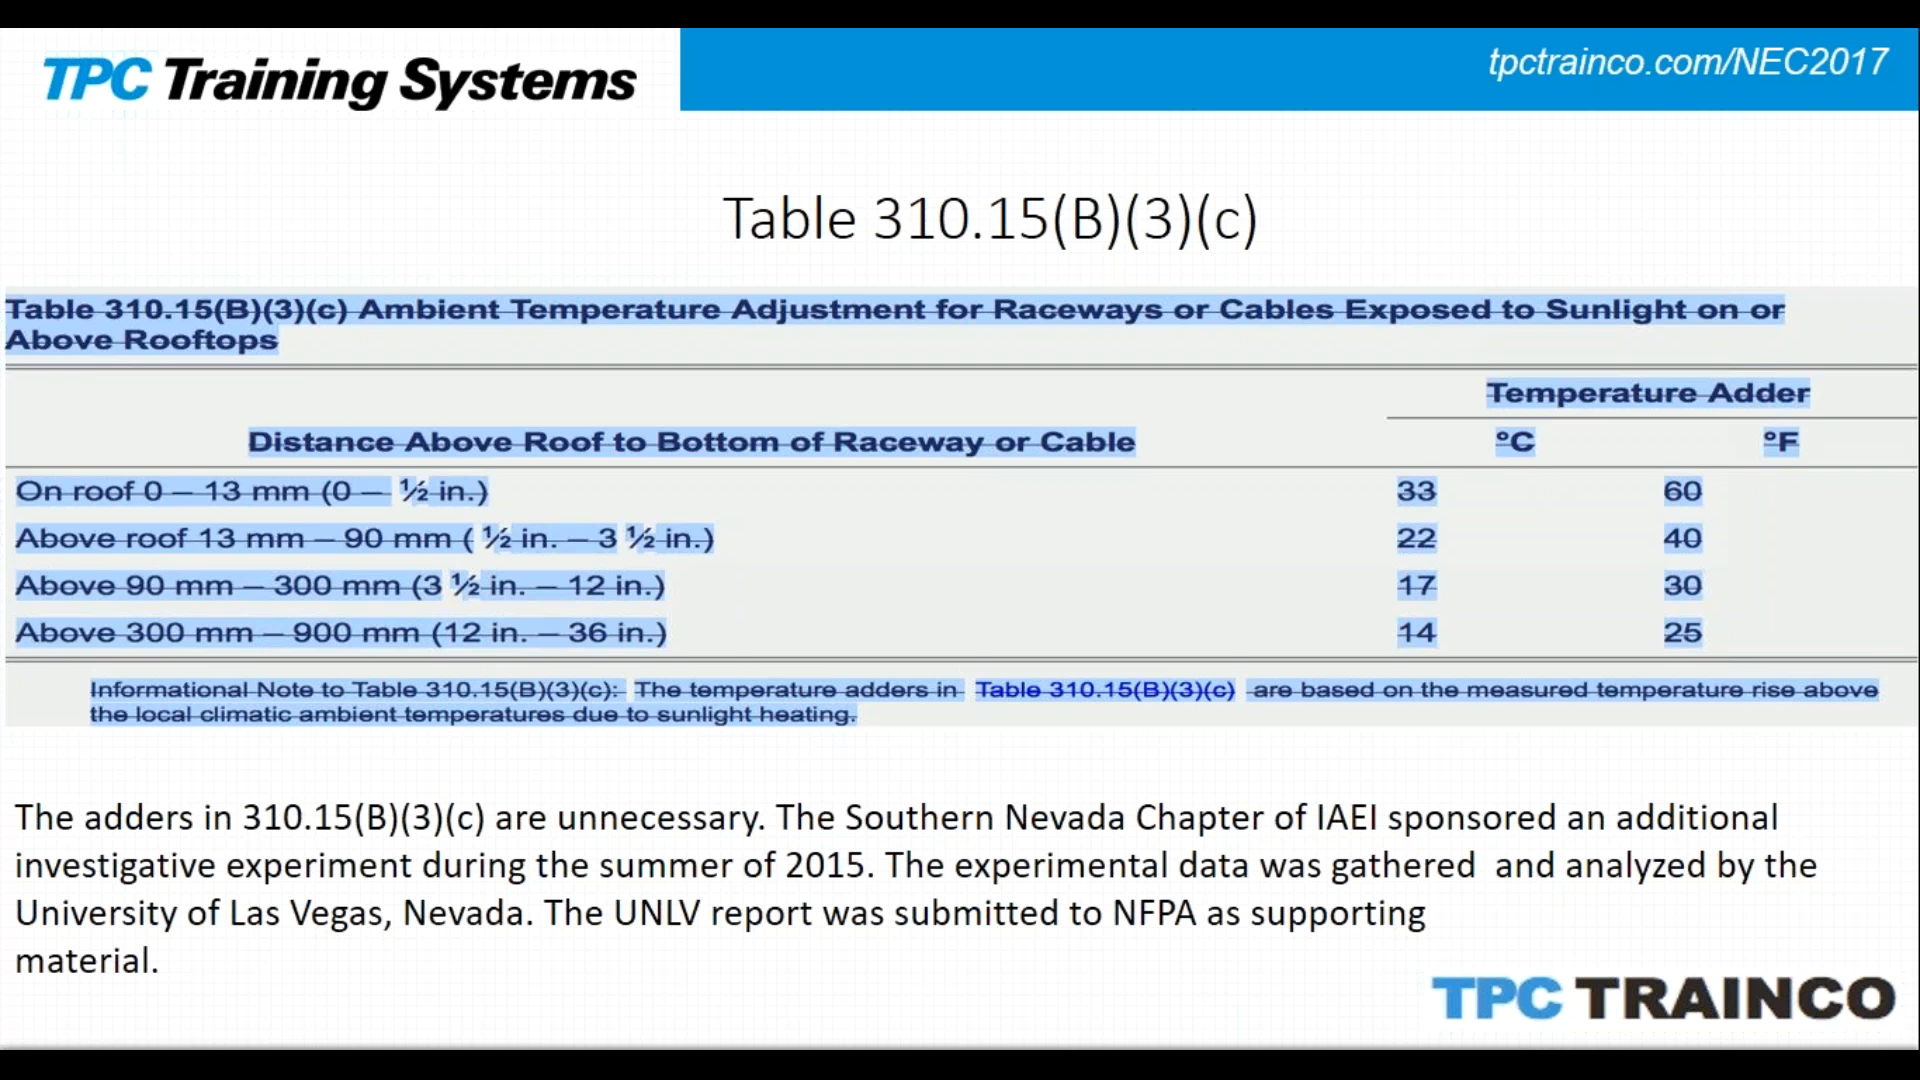 TPC Training Systems
tpctrainco.com/NEC2017
Table 310.15(B)(3)(c)
Table 310.15(B)(3)(c) Ambient Temperature Adjustment for Raceways or Cables Exposed to Sunlight on or
Above Rooftops
Temperature Adder
Distance Above Roof to Bottom of Raceway or Cable °C °F
On roof 0 – 13 mm (0 – ½ in.) 33 60
Above roof 13 mm – 90 mm ( ½ in. – 3 ½ in.) 22 40
Above 90 mm – 300 mm (3 ½ in. – 12 in.) 17 30
Above 300 mm – 900 mm (12 in. – 36 in.) 14 25
Informational Note to Table 310.15(B)(3)(c): The temperature adders in Table 310.15(B)(3)(c) are based on the measured temperature rise above
the local climatic ambient temperatures due to sunlight heating.
The adders in 310.15(B)(3)(c) are unnecessary. The Southern Nevada Chapter of IAEI sponsored an additional
investigative experiment during the summer of 2015. The experimental data was gathered and analyzed by the
University of Las Vegas, Nevada. The UNLV report was submitted to NFPA as supporting
material.
TPC TRAINCO